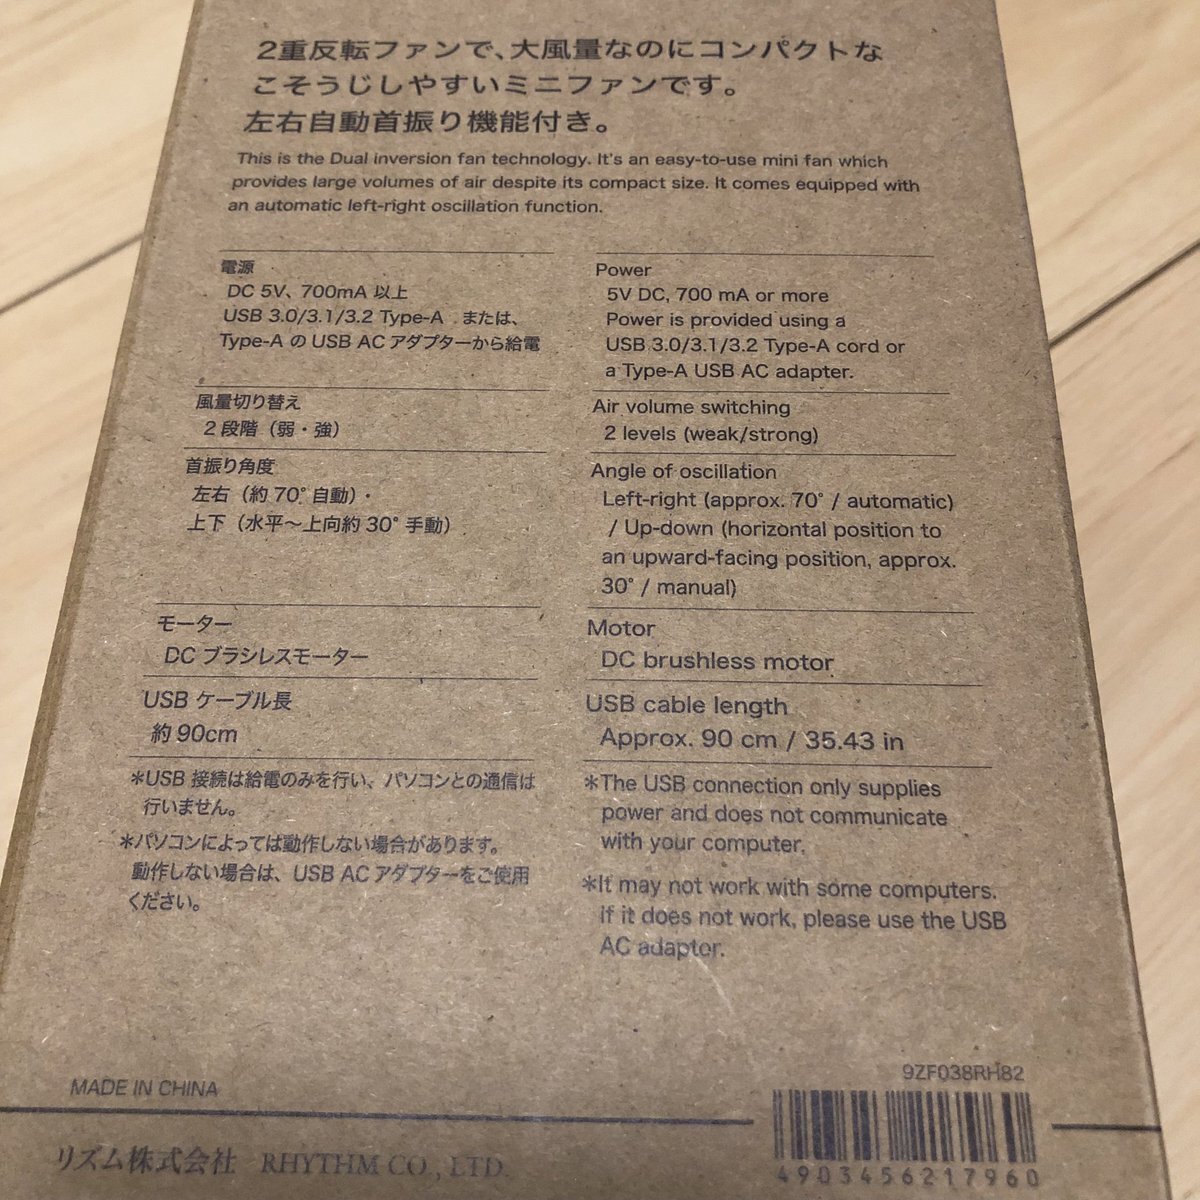 2重反転ファンで、大風量なのにコンパクトな
こそうじしやすいミニファンです。
左右自動首振り機能付き。
This is the Dual inversion fan technology. It's an easy-to-use mini fan which
provides large volumes of air despite its compact size. It comes equipped with
an automatic left-right oscillation function.
電源
DC 5V、700mA 以上
USB 3.0/3.1/3.2 Type-A または、
Type-A の USB AC アダプターから給電
風量切り替え
2段階（弱・強）
首振り角度
左右（約70°自動）・
上下（水平～上向約30°手動）
モーター
DC ブラシレスモーター
USB ケーブル長
約90cm
＊USB 接続は給電のみを行い、パソコンとの通信は
行いません。
＊パソコンによっては動作しない場合があります。
動作しない場合は、USB AC アダプターをご使用
ください。
Power
5V DC, 700 mA or more
Power is provided using a
USB 3.0/3.1/3.2 Type-A cord or
a Type-A USB AC adapter.
Air volume switching
2 levels (weak/strong)
Angle of oscillation
Left-right (approx. 70° / automatic)
/ Up-down (horizontal position to
an upward-facing position, approx.
30° / manual)
Motor
DC brushless motor
USB cable length
Approx. 90 cm / 35.43 in
＊The USB connection only supplies
power and does not communicate
with your computer.
＊It may not work with some computers.
If it does not work, please use the USB
AC adaptor.
MADE IN CHINA
9ZF038RH82
リズム株式会社 RHYTHM CO., LTD.
4903456217960